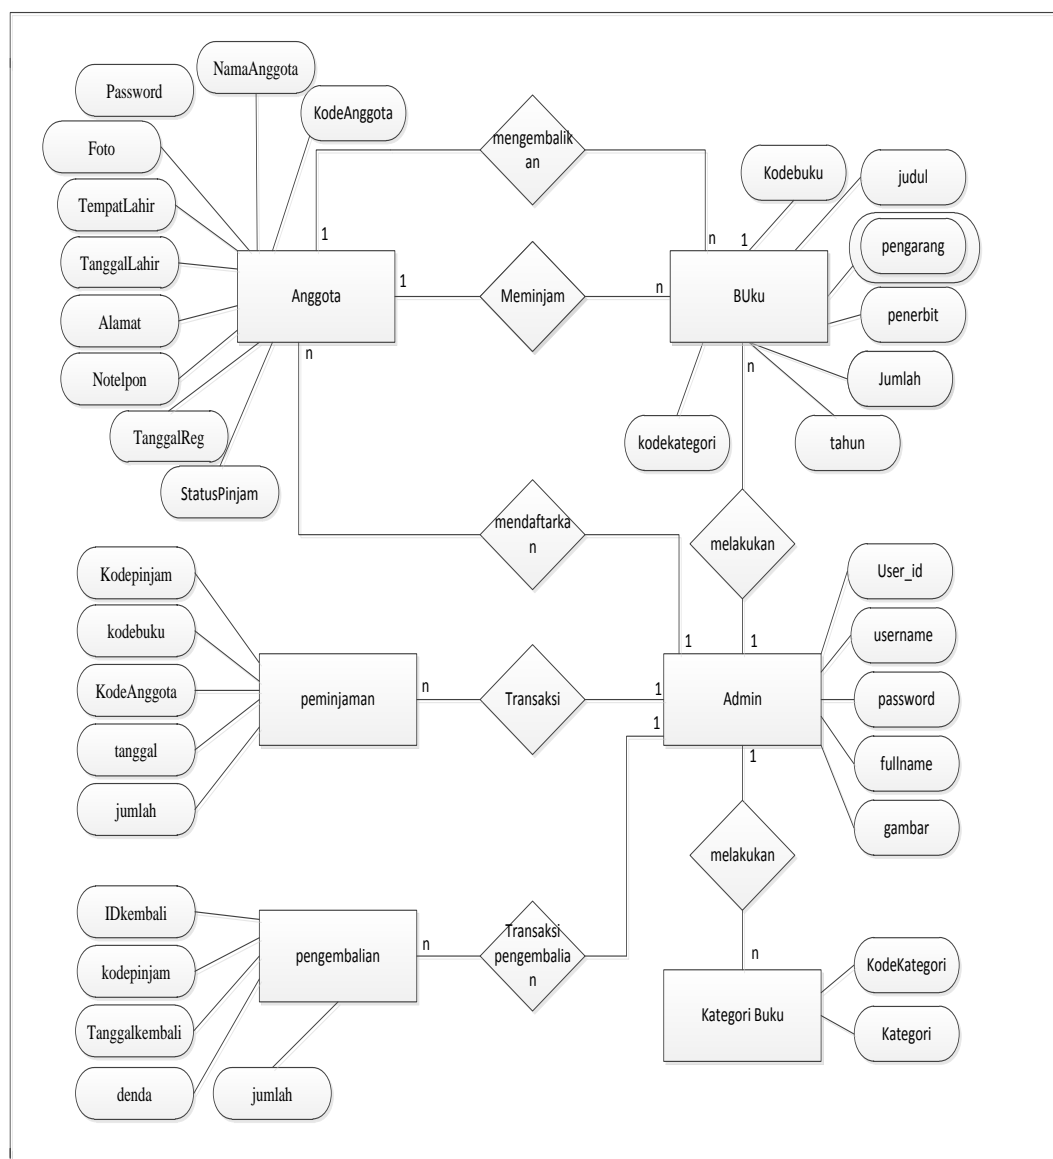 NamaAnggota
Password
KodeAnggota
Foto
TempatLahir
TanggalLahir
Alamat
Notelpon
TanggalReg
StatusPinjam
Anggota
1
1
n
mengembalik
an
Meminjam
n
n
1
BUku
n
Kodebuku
judul
pengarang
penerbit
Jumlah
tahun
kodekategori
mendaftarka
n
melakukan
1
1
Kodepinjam
kodebuku
KodeAnggota
tanggal
jumlah
peminjaman
n
Transaksi
1
1
Admin
1
User_id
username
password
fullname
gambar
melakukan
n
IDkembali
kodepinjam
Tanggalkembali
denda
jumlah
pengembalian
n
Transaksi
pengembalia
n
Kategori Buku
KodeKategori
Kategori